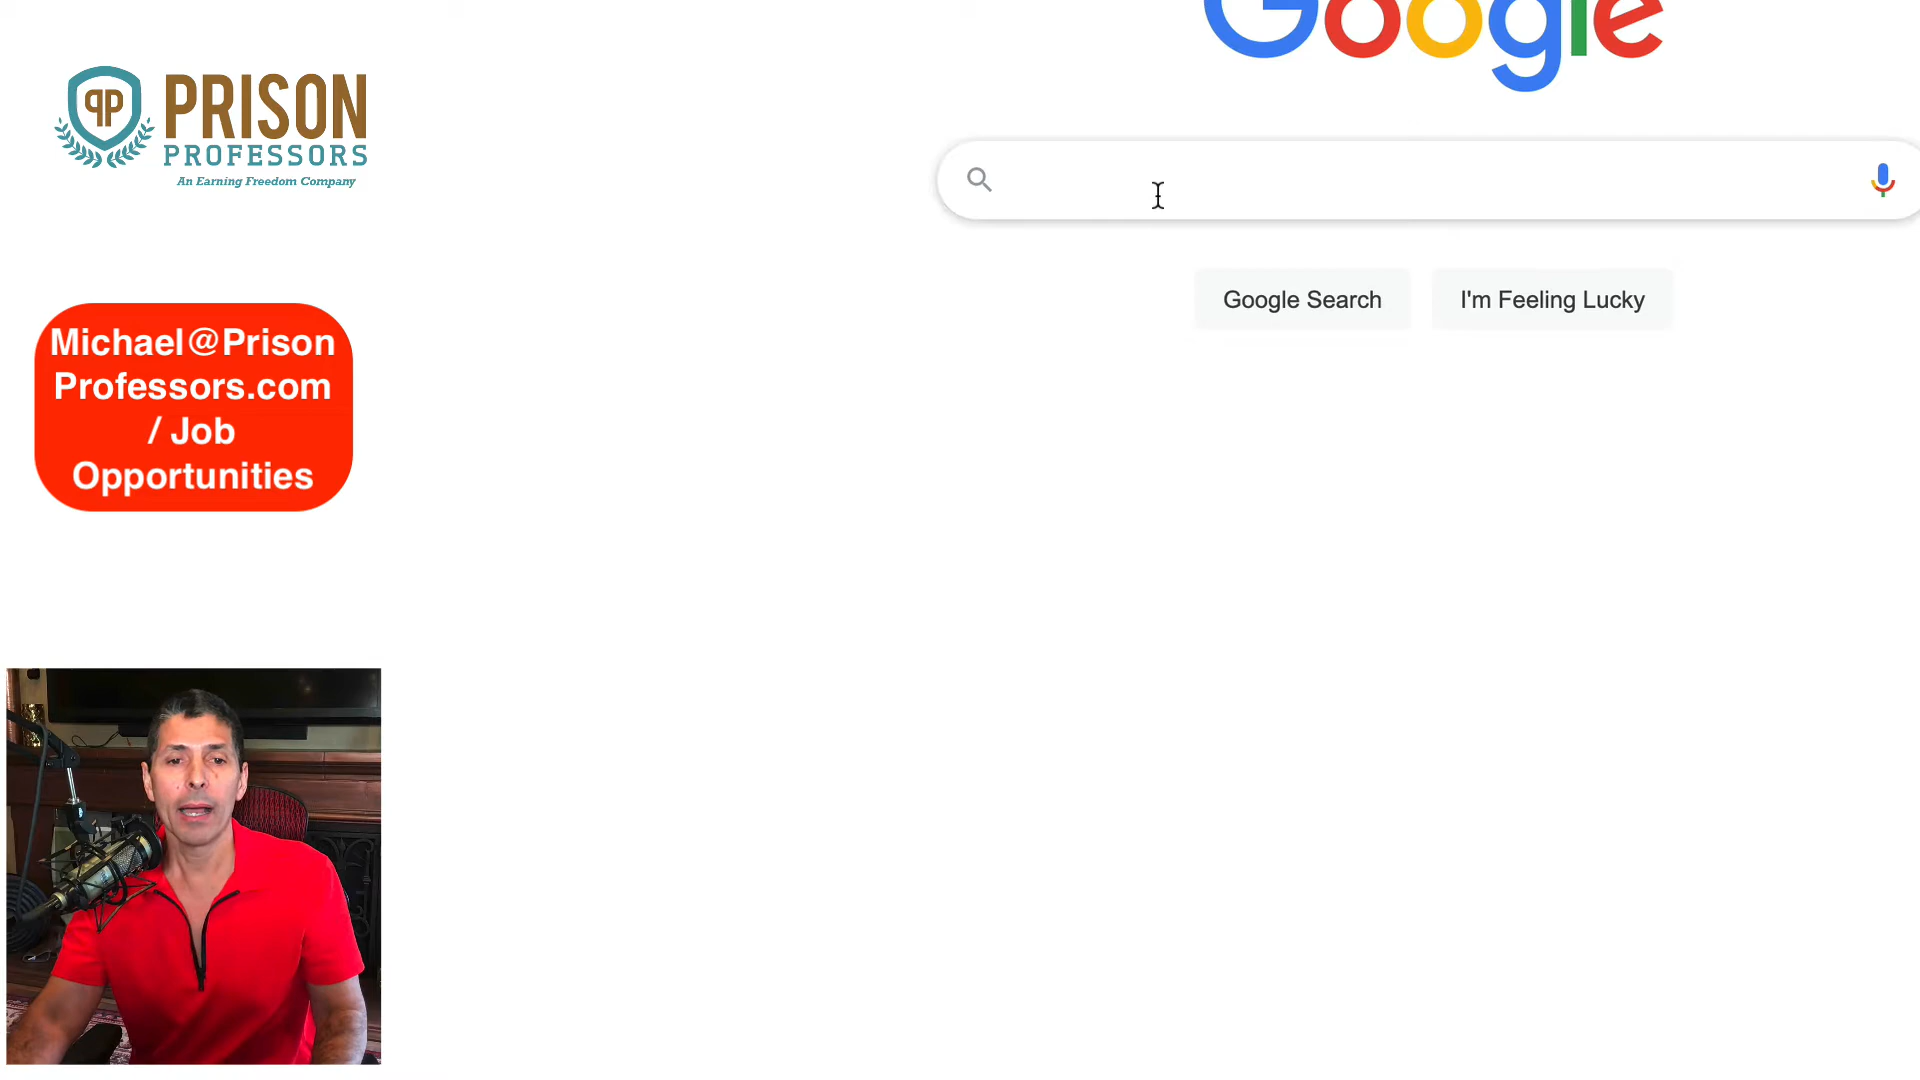 Google
PRISON
PROFESSORS
An Earning Freedom Company
Google Search
I'm Feeling Lucky
Michael@Prison
Professors.com
/ Job
Opportunities